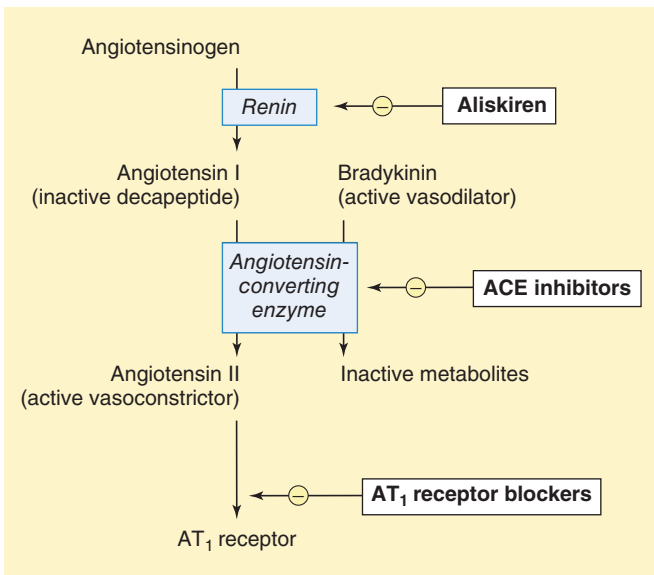 Angiotensinogen
Renin
Aliskiren
Angiotensin I
(inactive decapeptide)
Bradykinin
(active vasodilator)
Angiotensin-
converting
enzyme
ACE inhibitors
Angiotensin II
(active vasoconstrictor)
Inactive metabolites
AT1 receptor blockers
AT1 receptor